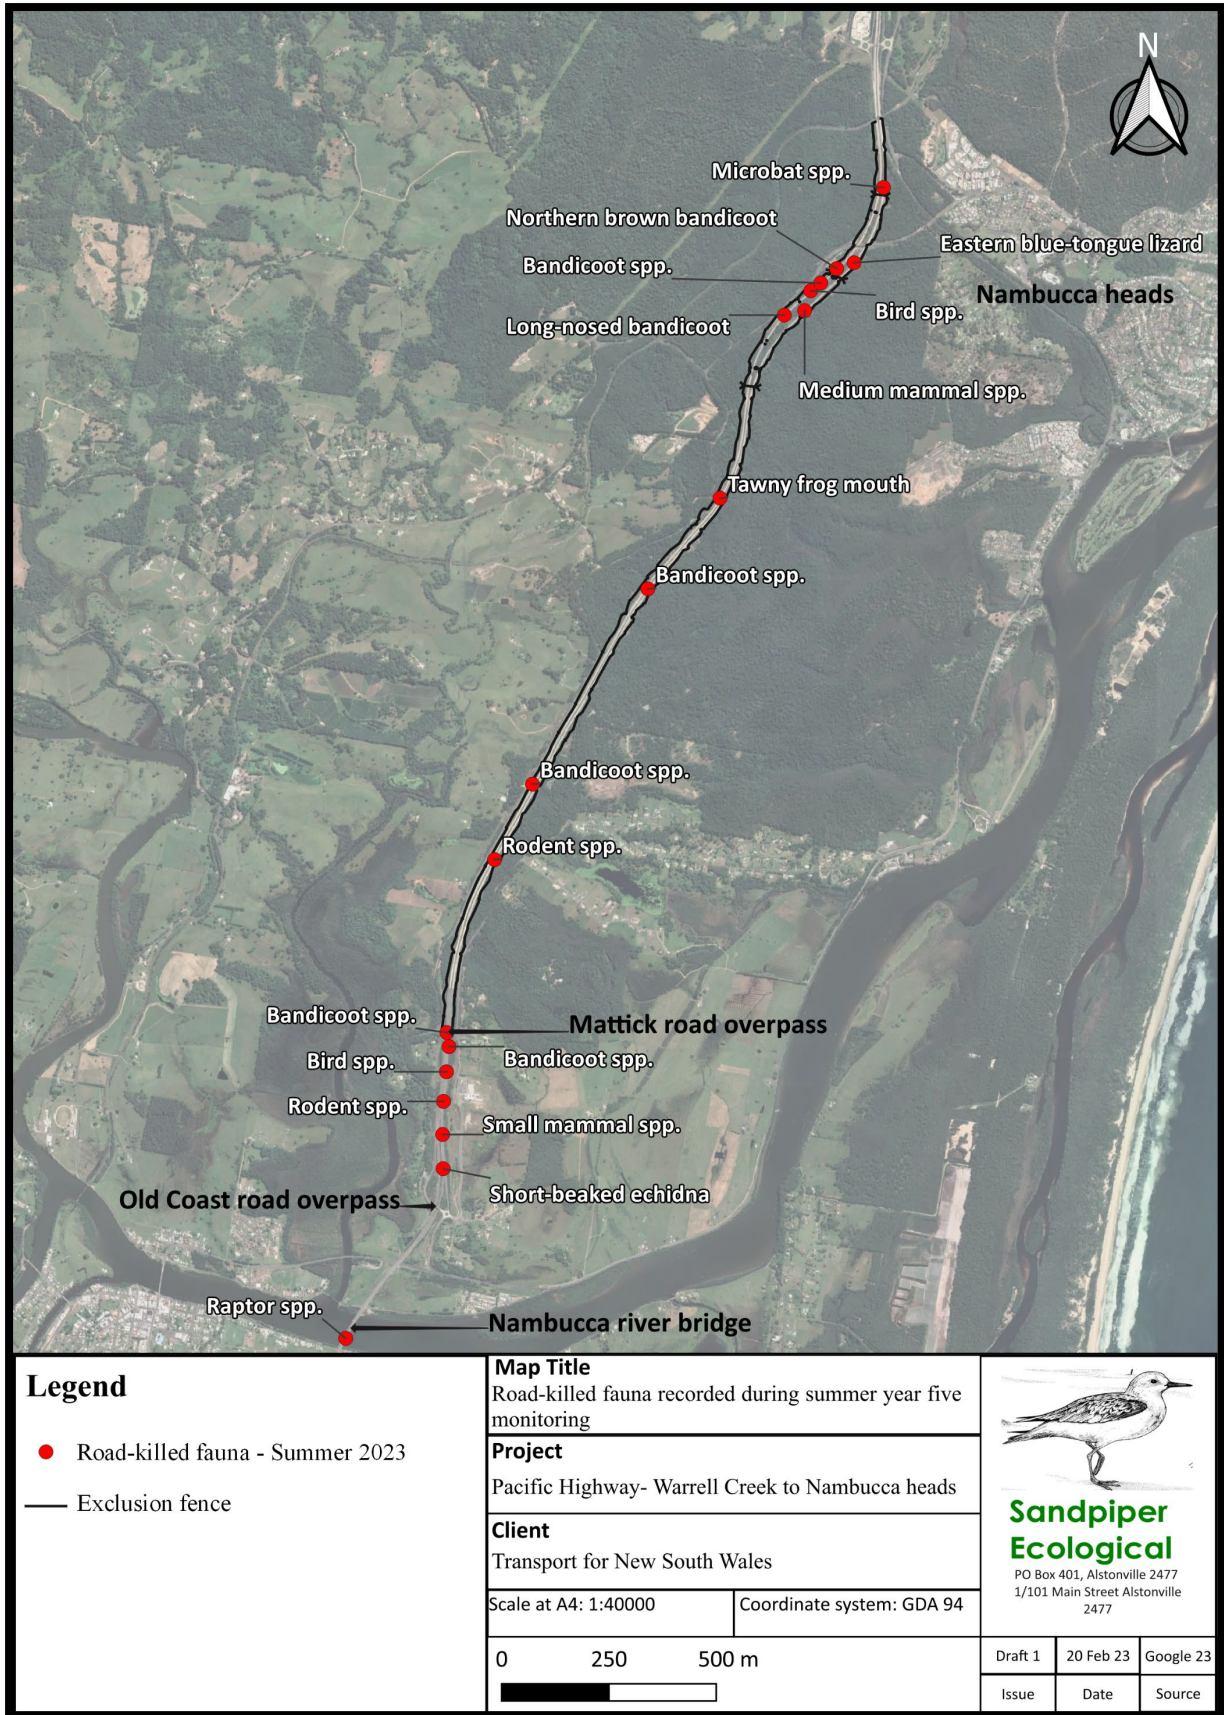 N
Microbat spp.
Northern brown bandicoot
Eastern blue-tongue lizard
Bandicoot spp.
Nambucca heads
Bird spp.
Long-nosed bandicoot
Medium mammal spp.
Tawny frog mouth
Bandicoot spp.
Bandicoot spp.
Rodent spp.
Bandicoot spp.
Mattick road overpass
Bird spp.
Bandicoot spp.
Rodent spp.
Small mammal spp.
Short-beaked echidna
Old Coast road overpass
Raptor spp.
Nambucca river bridge
Legend
Road-killed fauna - Summer 2023
Exclusion fence
Map Title
Road-killed fauna recorded during summer year five
monitoring
Project
Pacific Highway- Warrell Creek to Nambucca heads
Client
Transport for New South Wales
Scale at A4: 1:40000
Coordinate system: GDA 94
0 250 500 m
Sandpiper
Ecological
PO Box 401, Alstonville 2477
1/101 Main Street Alstonville
2477
Draft 1 20 Feb 23 Google 23
Issue Date Source